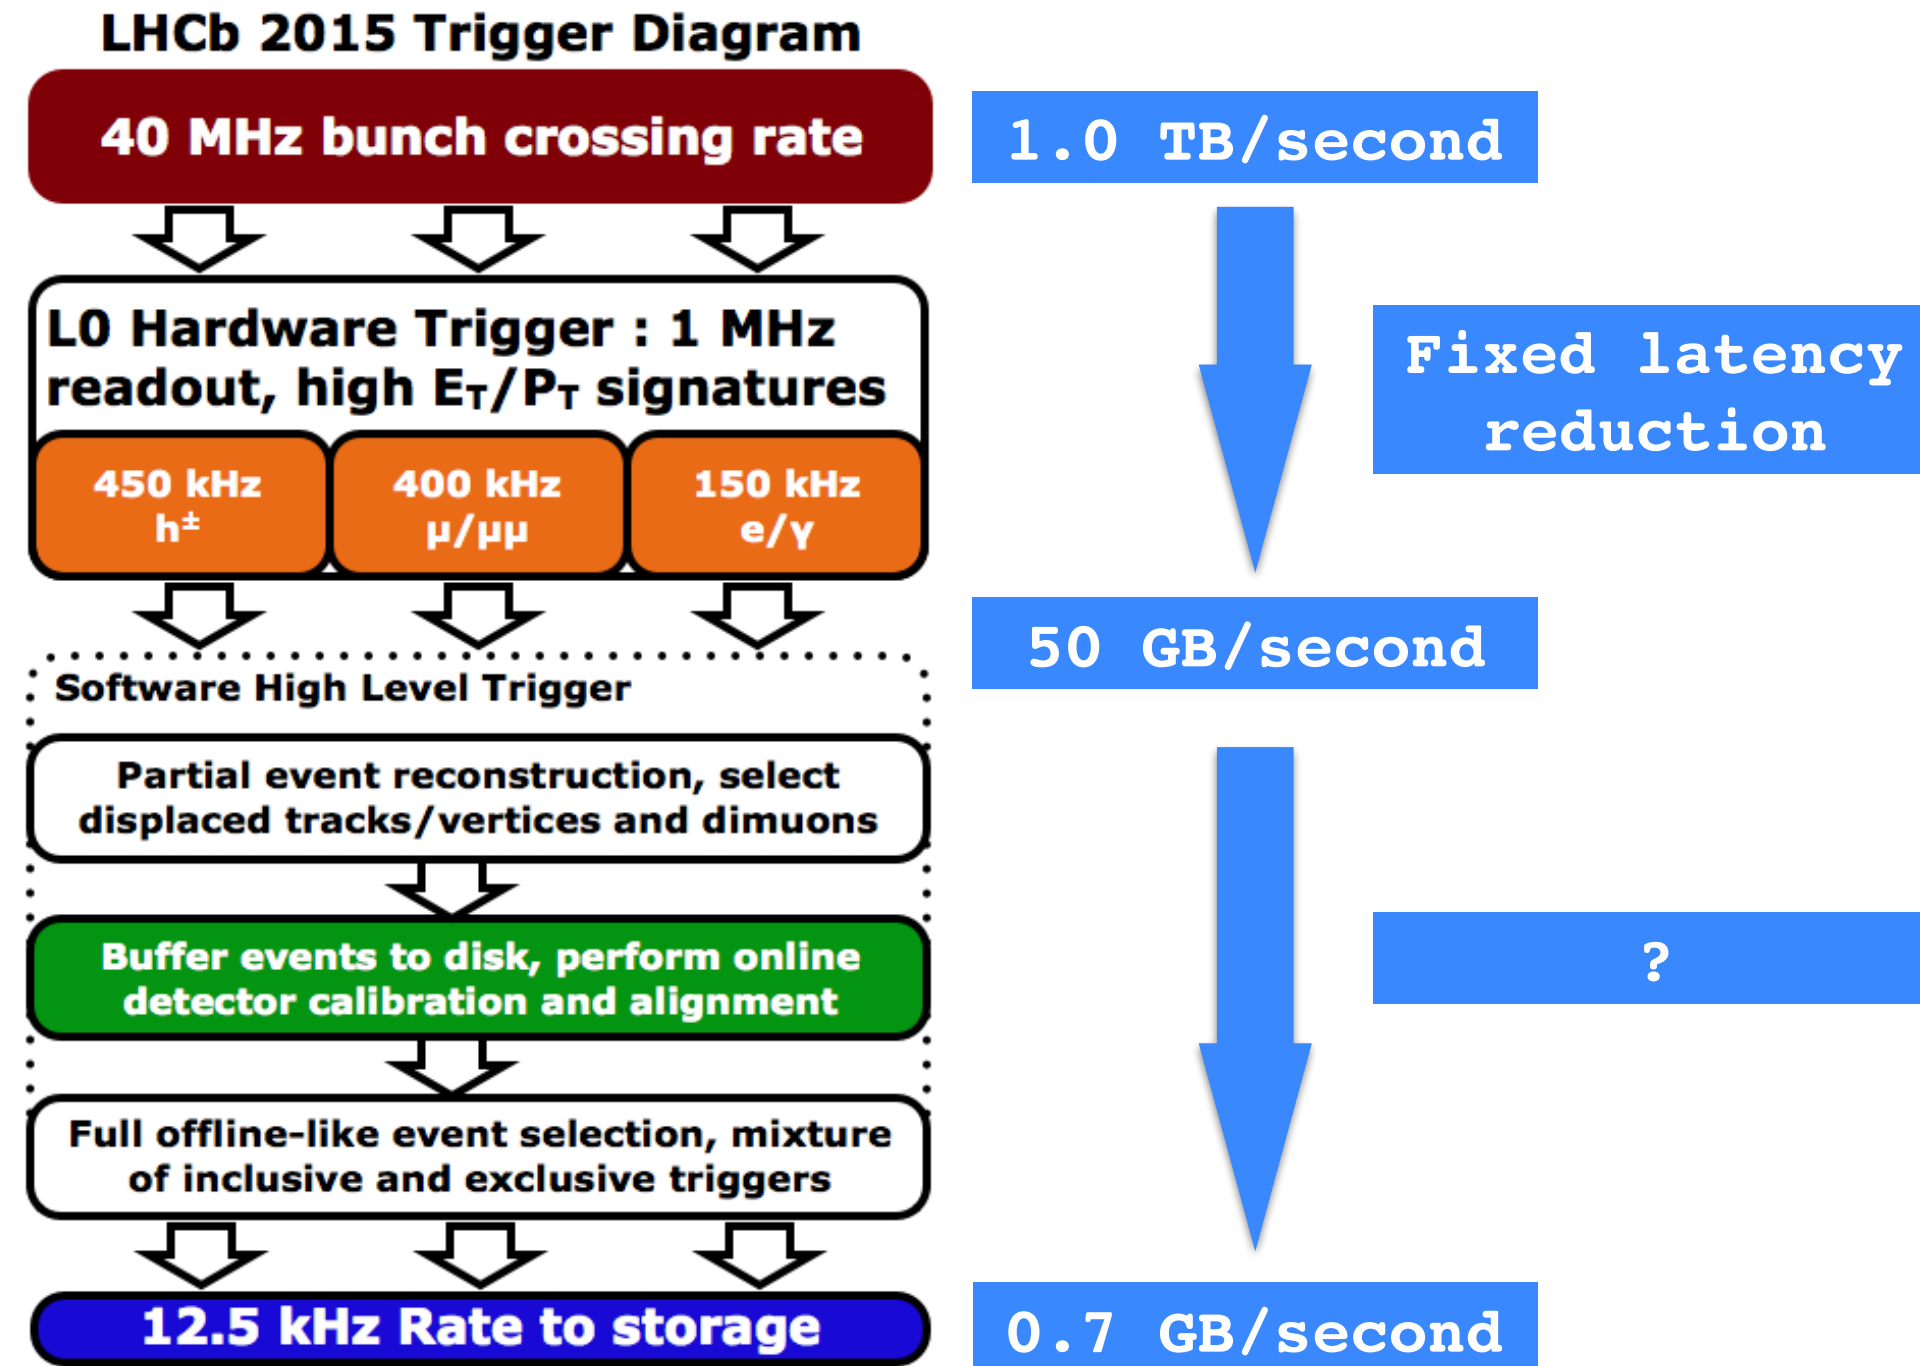 LHCb 2015 Trigger Diagram
40 MHz bunch crossing rate
1.0 TB/second
L0 Hardware Trigger : 1 MHz
readout, high Eᴛ/Pᴛ signatures
Fixed latency
reduction
450 kHz
h±
400 kHz
μ/μμ
150 kHz
e/γ
50 GB/second
Software High Level Trigger
Partial event reconstruction, select
displaced tracks/vertices and dimuons
Buffer events to disk, perform online
detector calibration and alignment
?
Full offline-like event selection, mixture
of inclusive and exclusive triggers
12.5 kHz Rate to storage
0.7 GB/second